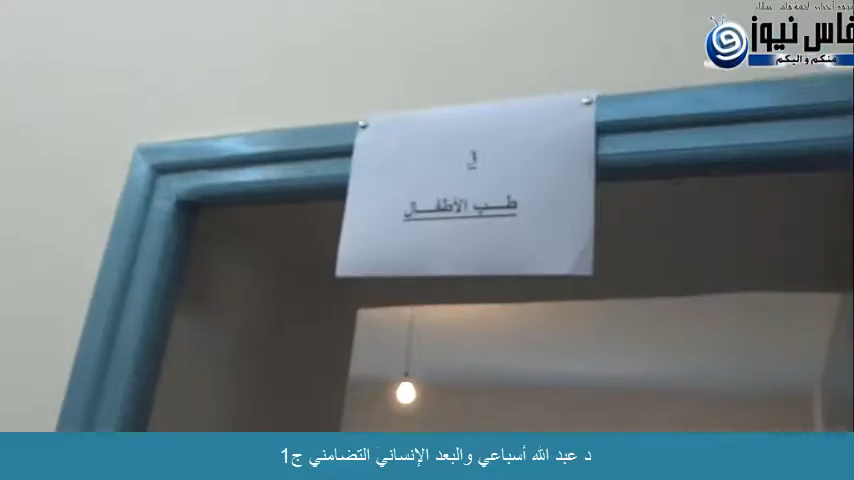 فاس نيوز
منكم واليكم
1
طب الأطفال
د عبد الله أسباعي والبعد الإنساني التضامني ج1